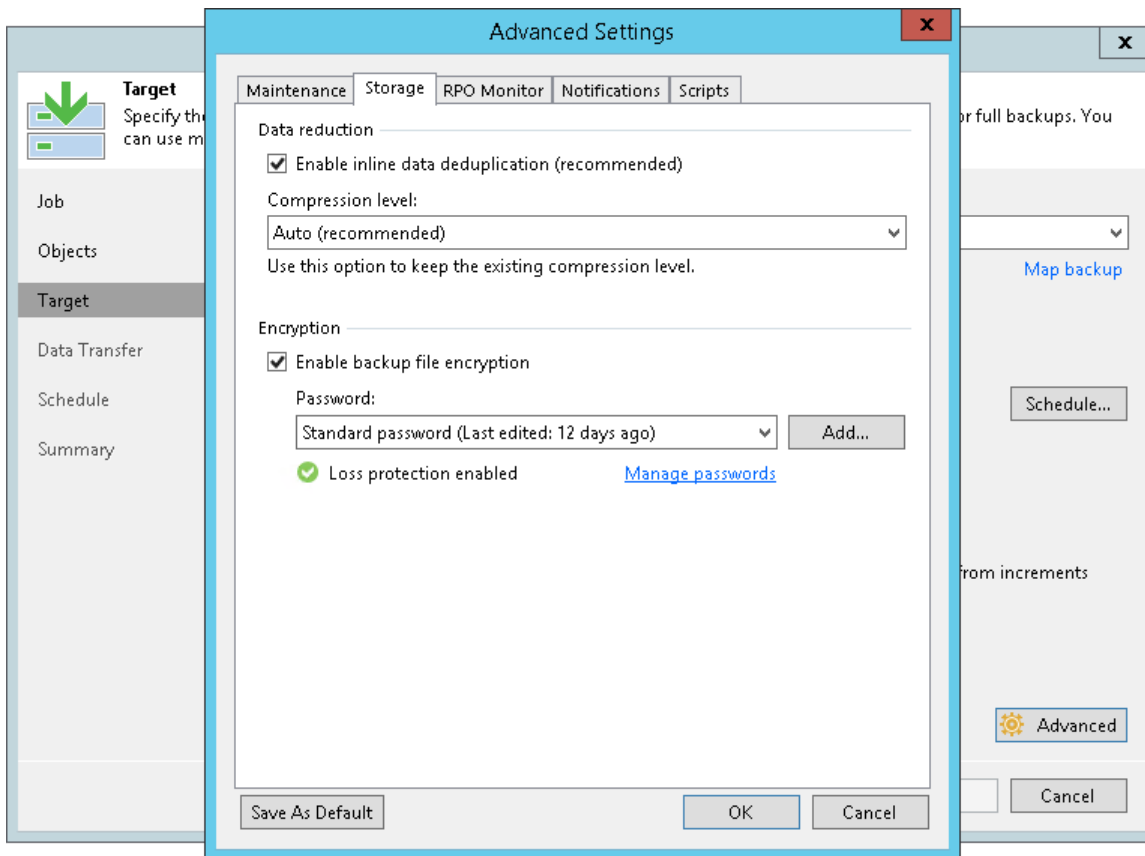 Advanced Settings
x
x
Target
Specify th
or full backups. You
can use m
Job
Objects
Target
Data Transfer
Schedule
Summary
Maintenance
Storage
RPO Monitor
Notifications
Scripts
Data reduction
Enable inline data deduplication (recommended)
Compression level:
Auto (recommended)
Use this option to keep the existing compression level.
Encryption
Enable backup file encryption
Password:
Standard password (Last edited: 12 days ago)
Add...
Loss protection enabled
Manage passwords
Map backup
Schedule...
from increments
Advanced
Save As Default
OK
Cancel
Cancel